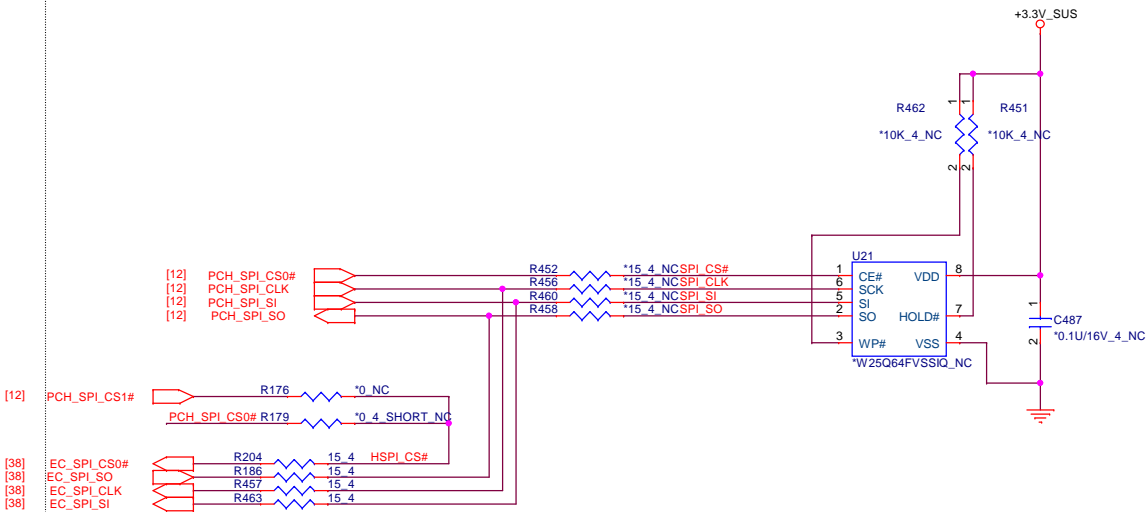 +3.3V_SUS
1 1
R462 R451
*10K_4_NC *10K_4_NC
2 2
U21
[12] PCH_SPI_CS0# R452 *15_4_NC SPI_CS# 1 CE# VDD 8
[12] PCH_SPI_CLK R456 *15_4_NC SPI_CLK 6 SCK
[12] PCH_SPI_SI R460 *15_4_NC SPI_SI 5 SI
[12] PCH_SPI_SO R458 *15_4_NC SPI_SO 2 SO HOLD# 7
1
C487
*0.1U/16V_4_NC
2
3 WP# VSS 4
*W25Q64FVSSIQ_NC
[12] PCH_SPI_CS1# R176 *0_NC
PCH_SPI_CS0# R179 *0_4_SHORT_NC
[38] EC_SPI_CS0# R204 15_4 HSPI_CS#
[38] EC_SPI_SO R186 15_4
[38] EC_SPI_CLK R457 15_4
[38] EC_SPI_SI R463 15_4